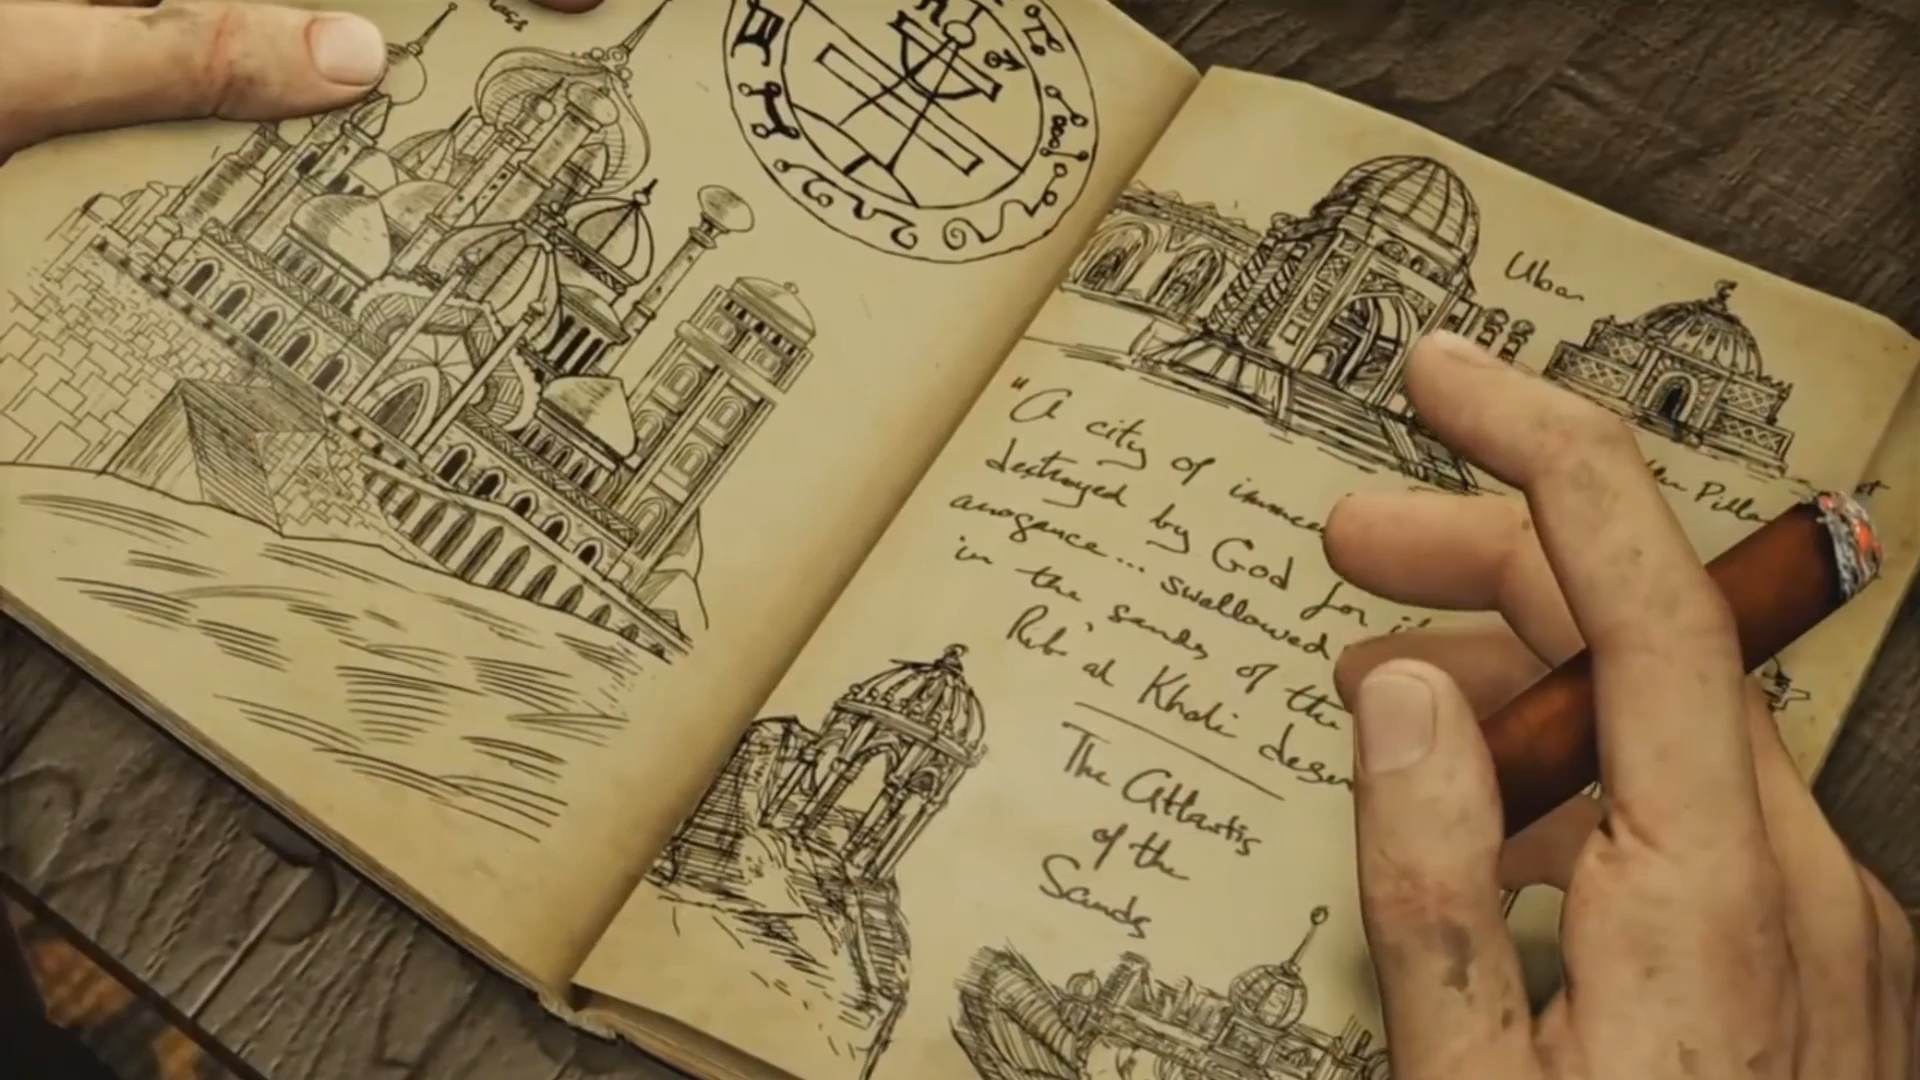 Ubar
"A city of
destroyed by God for
arrogance... swallowed
in the sands of the
Rub' al Khali
The Atlantis
of the
Sands